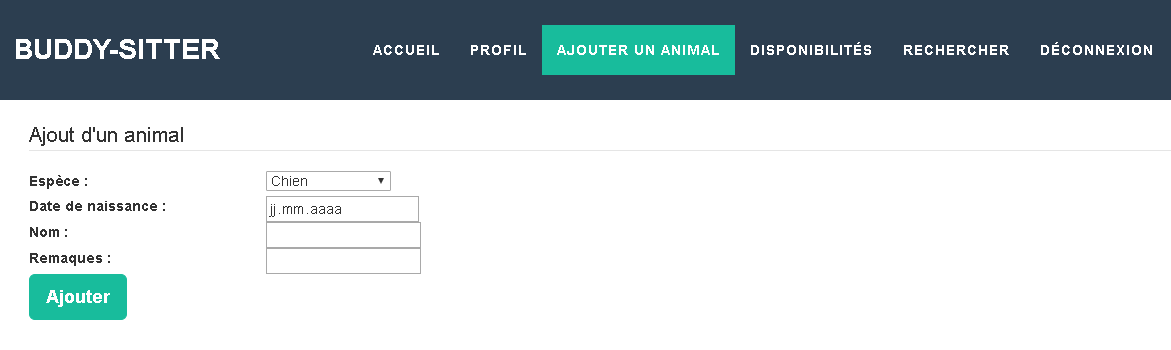 BUDDY-SITTER ACCUEIL PROFIL AJOUTER UN ANIMAL DISPONIBILITÉS RECHERCHER DÉCONNEXION
Ajout d'un animal
Espèce : Chien
Date de naissance : jj.mm.aaaa
Nom :
Remaques :
Ajouter